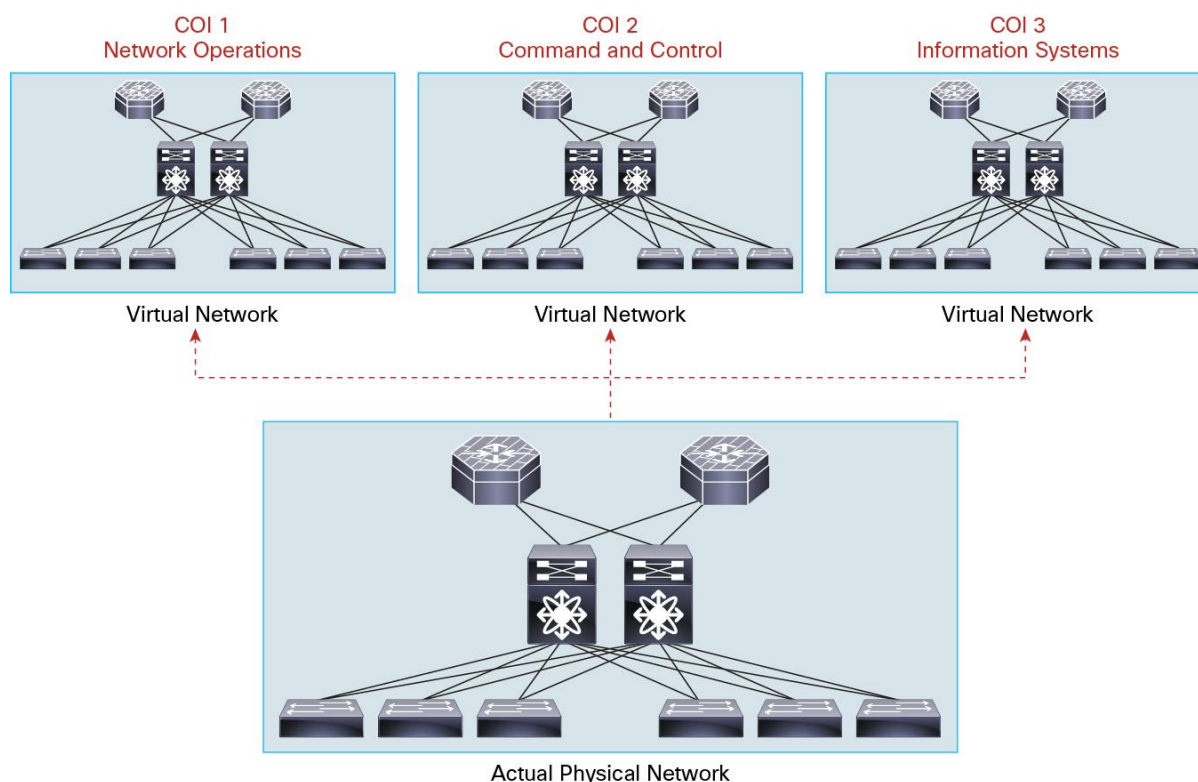 COI 1
Network Operations
COI 2
Command and Control
COI 3
Information Systems
Virtual Network
Virtual Network
Virtual Network
Actual Physical Network